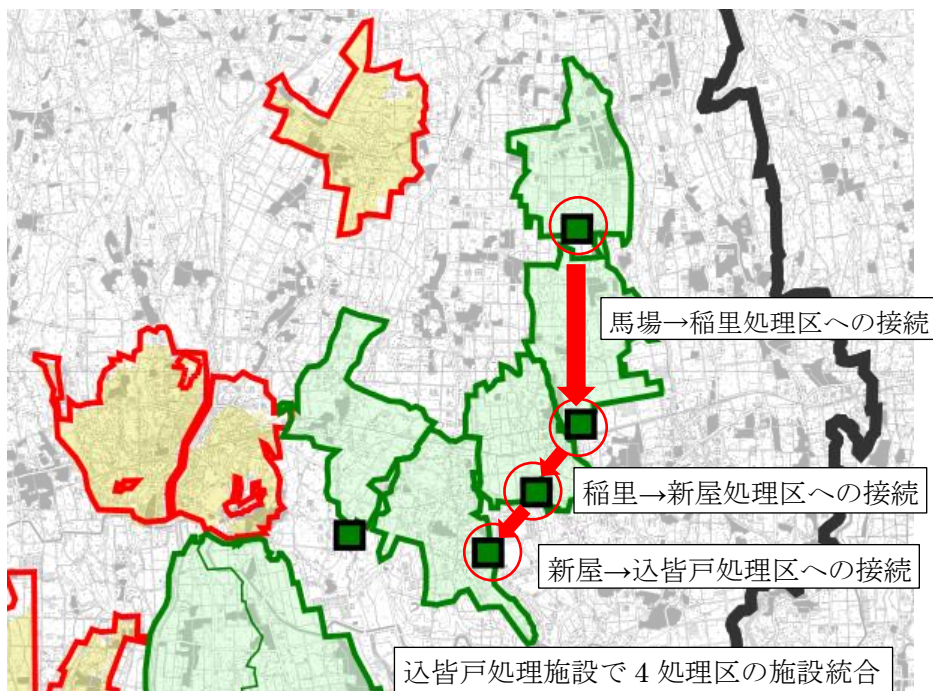 馬場→稲里処理区への接続
稲里→新屋処理区への接続
新屋→込皆戸処理区への接続
込皆戸処理施設で4処理区の施設統合